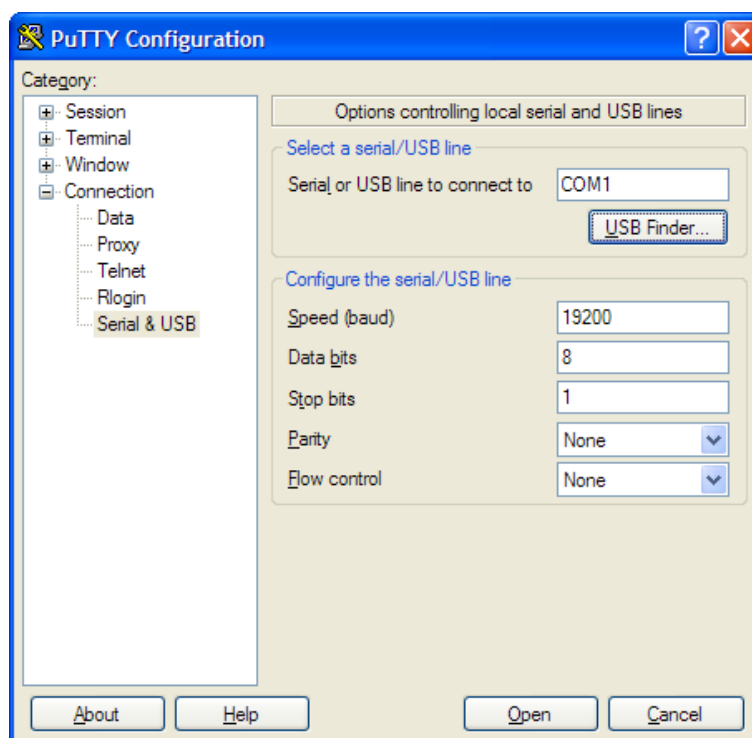 PuTTY Configuration
Category:
Session
Terminal
Window
Connection
Data
Proxy
Telnet
Rlogin
Serial & USB
Options controlling local serial and USB lines
Select a serial/USB line
Serial or USB line to connect to COM1
USB Finder...
Configure the serial/USB line
Speed (baud) 19200
Data bits 8
Stop bits 1
Parity None
Flow control None
About Help Open Cancel